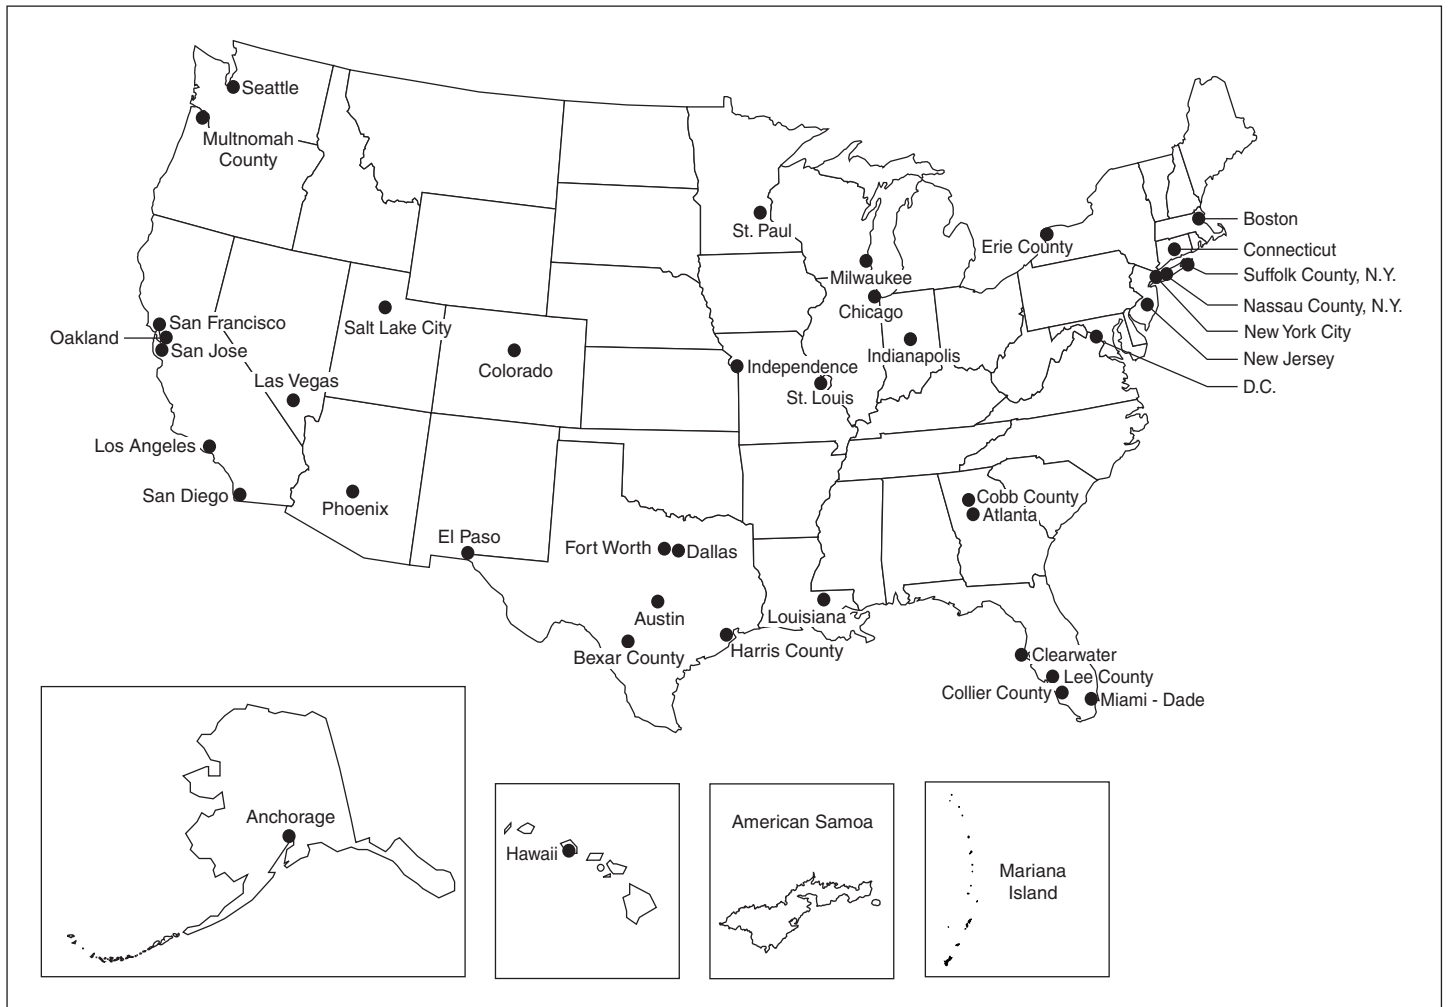 Seattle
Multnomah
County
St. Paul
Erie County
Boston
Connecticut
Suffolk County, N.Y.
Nassau County, N.Y.
New York City
New Jersey
D.C.
Milwaukee
Chicago
Indianapolis
San Francisco
Oakland
San Jose
Salt Lake City
Colorado
Independence
St. Louis
Las Vegas
Los Angeles
San Diego
Phoenix
Cobb County
Atlanta
El Paso
Fort Worth
Dallas
Austin
Louisiana
Bexar County
Harris County
Clearwater
Lee County
Collier County
Miami - Dade
Anchorage
Hawaii
American Samoa
Mariana
Island